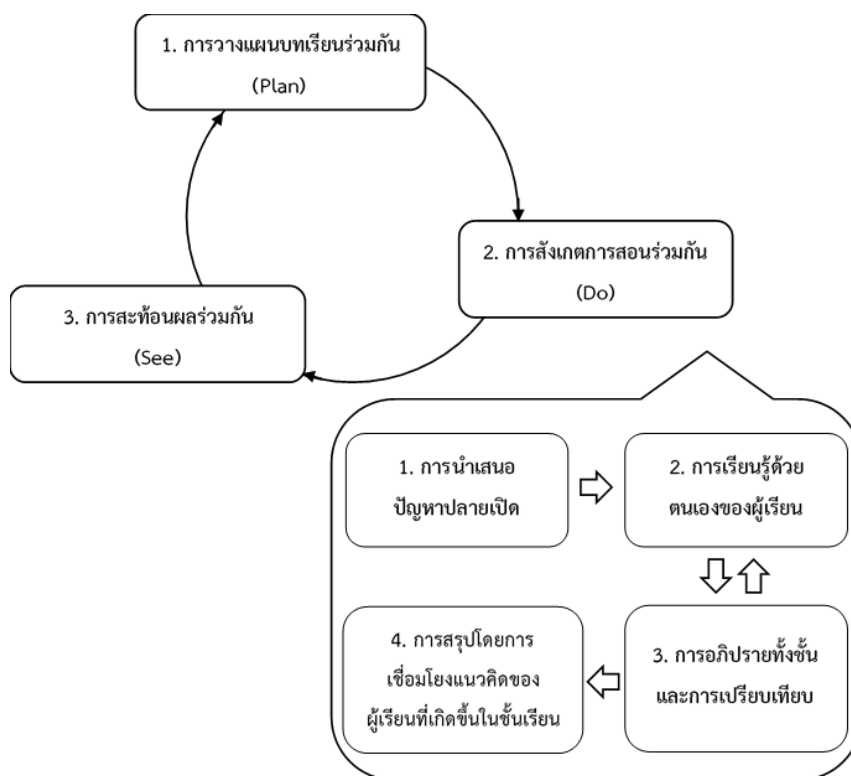 1. การวางแผนบทเรียนร่วมกัน
(Plan)
2. การสังเกตการสอนร่วมกัน
(Do)
3. การสะท้อนผลร่วมกัน
(See)
1. การนำเสนอ
ปัญหาปลายเปิด
2. การเรียนรู้ด้วย
ตนเองของผู้เรียน
3. การอภิปรายทั้งชั้น
และการเปรียบเทียบ
4. การสรุปโดยการ
เชื่อมโยงแนวคิดของ
ผู้เรียนที่เกิดขึ้นในชั้นเรียน